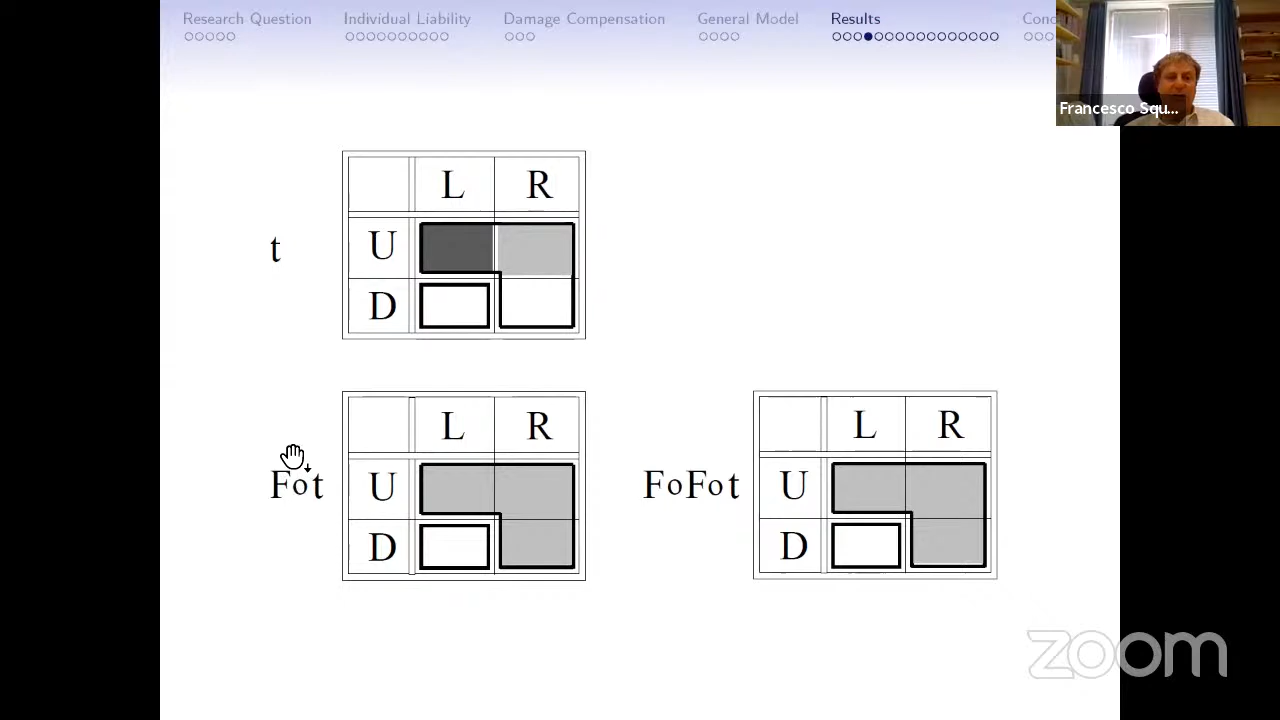 Research Question Individual Liability Damage Compensation General Model Results Conc
Francesco Squ...
L R
t U
D
L R L R
Fot U FoFot U
D D
zoom